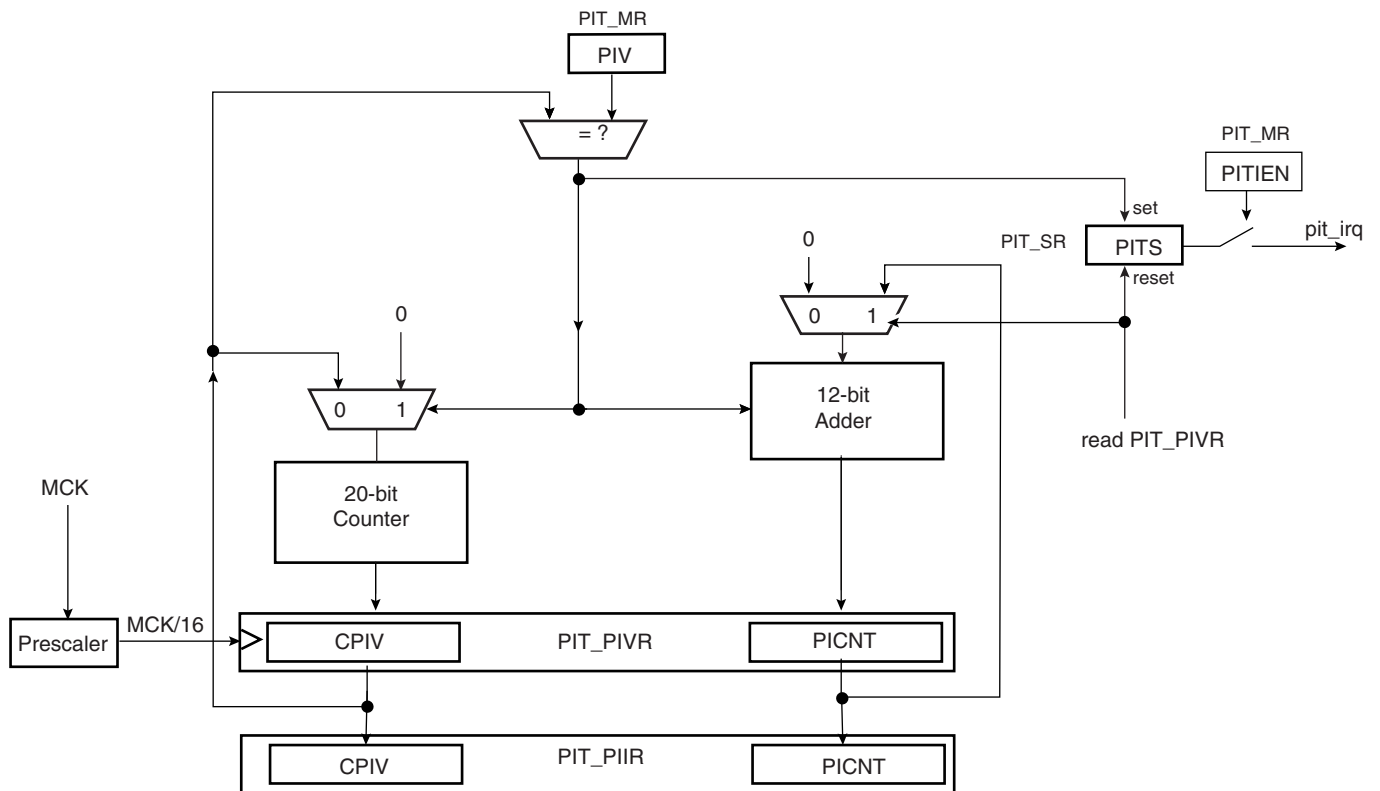 PIT_MR
PIV
= ?
PIT_MR
PITIEN
set
PIT_SR
PITS
pit_irq
reset
0
0 1
0
0 1
12-bit
Adder
read PIT_PIVR
20-bit
Counter
MCK
Prescaler
MCK/16
CPIV
PIT_PIVR
PICNT
CPIV
PIT_PIIR
PICNT